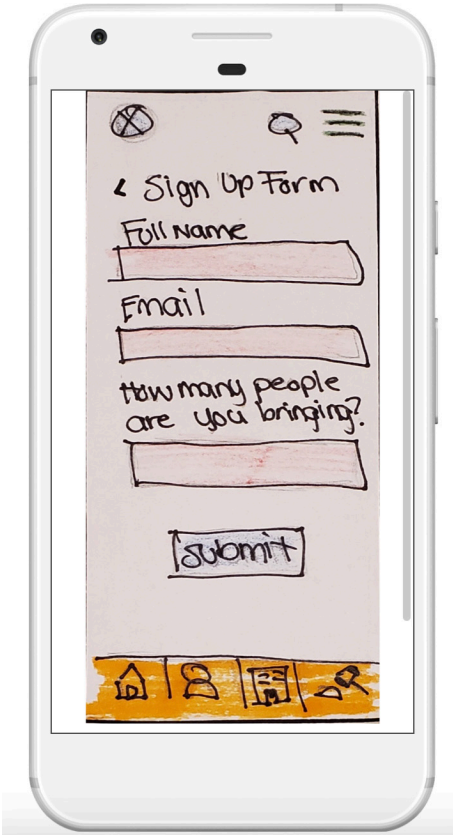 < Sign Up Form
Full Name
Email
How many people
are you bringing?
Submit